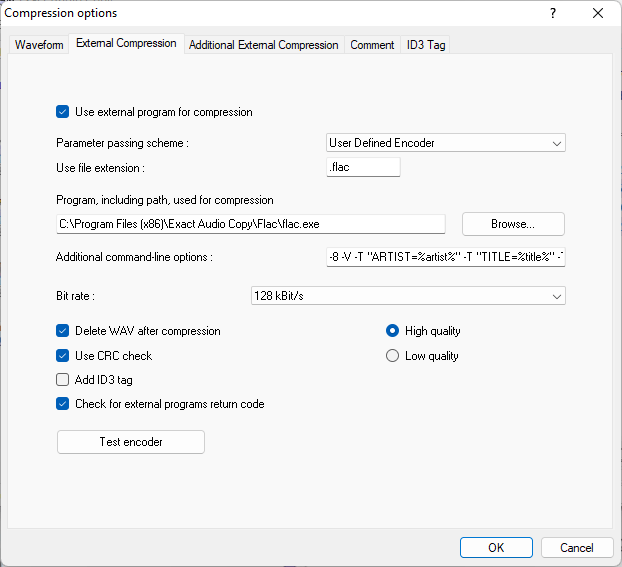 Compression options
Waveform External Compression Additional External Compression Comment ID3 Tag
Use external program for compression
Parameter passing scheme : User Defined Encoder
Use file extension : .flac
Program, including path, used for compression
C:\Program Files (x86)\Exact Audio Copy\Flac\flac.exe Browse...
Additional command-line options : -8 -V -T "ARTIST=%artist%" -T "TITLE=%title%" -T
Bit rate : 128 kBit/s
Delete WAV after compression High quality
Use CRC check Low quality
Add ID3 tag
Check for external programs return code
Test encoder
OK Cancel